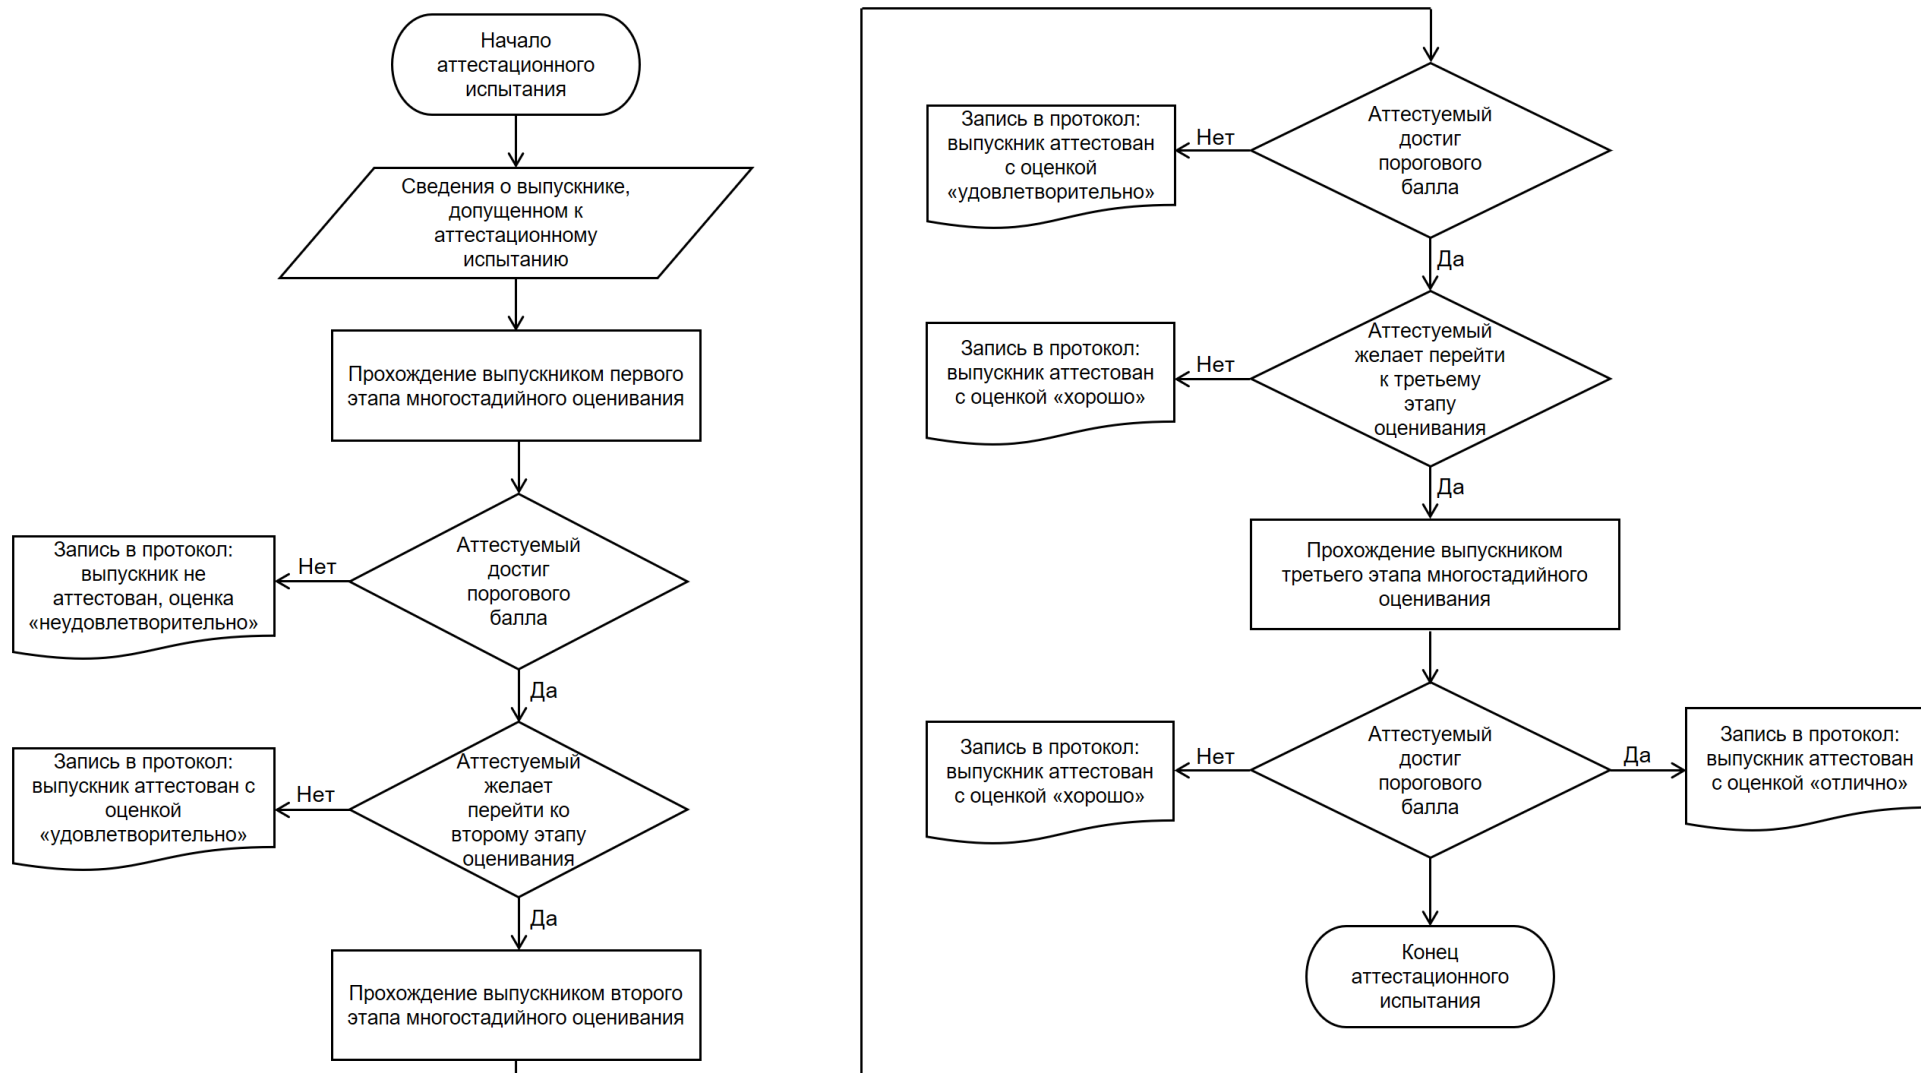 Начало
аттестационного
испытания
Сведения о выпускнике,
допущенном к
аттестационному
испытанию
Прохождение выпускником первого
этапа многостадийного оценивания
Аттестуемый
достиг
порогового
балла
Нет
Запись в протокол:
выпускник не
аттестован, оценка
«неудовлетворительно»
Да
Аттестуемый
желает
перейти ко
второму этапу
оценивания
Нет
Запись в протокол:
выпускник аттестован с
оценкой
«удовлетворительно»
Да
Прохождение выпускником второго
этапа многостадийного оценивания
Аттестуемый
достиг
порогового
балла
Нет
Запись в протокол:
выпускник аттестован
с оценкой
«удовлетворительно»
Да
Аттестуемый
желает перейти
к третьему
этапу
оценивания
Нет
Запись в протокол:
выпускник аттестован
с оценкой «хорошо»
Да
Прохождение выпускником
третьего этапа многостадийного
оценивания
Аттестуемый
достиг
порогового
балла
Нет
Запись в протокол:
выпускник аттестован
с оценкой «хорошо»
Да
Запись в протокол:
выпускник аттестован
с оценкой «отлично»
Конец
аттестационного
испытания